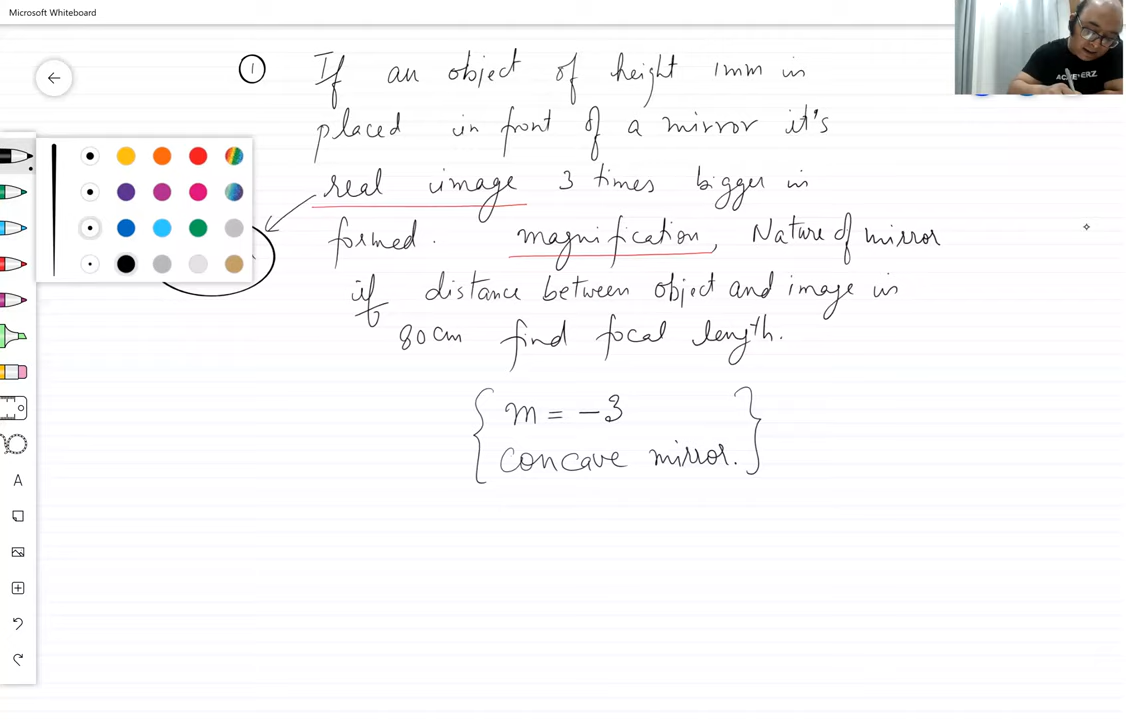 Microsoft Whiteboard
① If an object of height 1mm is
placed in front of a mirror it's
real image 3 times bigger is
formed. magnification, Nature of mirror
if distance between object and image is
80cm find focal length.
m = -3
concave mirror.
A